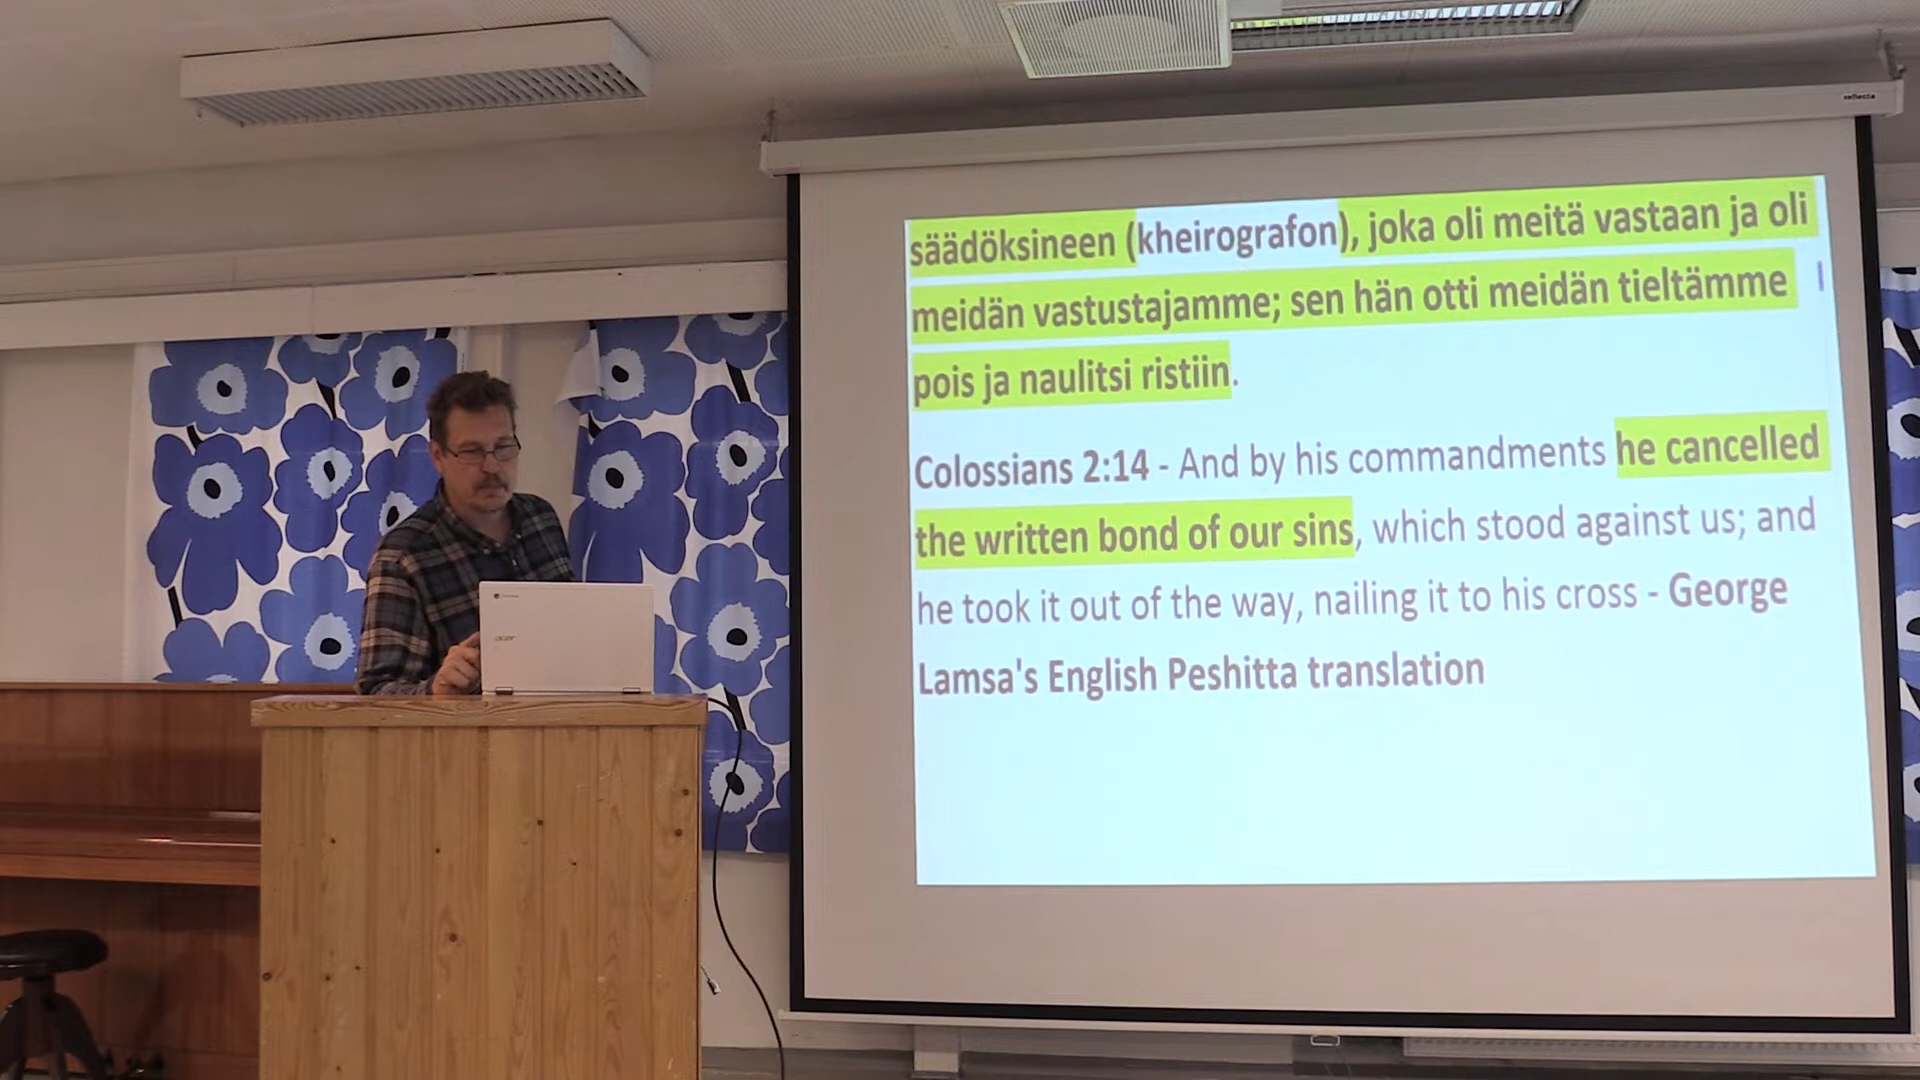 reflecta
säädöksineen (kheirografon), joka oli meitä vastaan ja oli
meidän vastustajamme; sen hän otti meidän tieltämme
pois ja naulitsi ristiin.
Colossians 2:14 - And by his commandments he cancelled
the written bond of our sins, which stood against us; and
he took it out of the way, nailing it to his cross - George
Lamsa's English Peshitta translation
acer